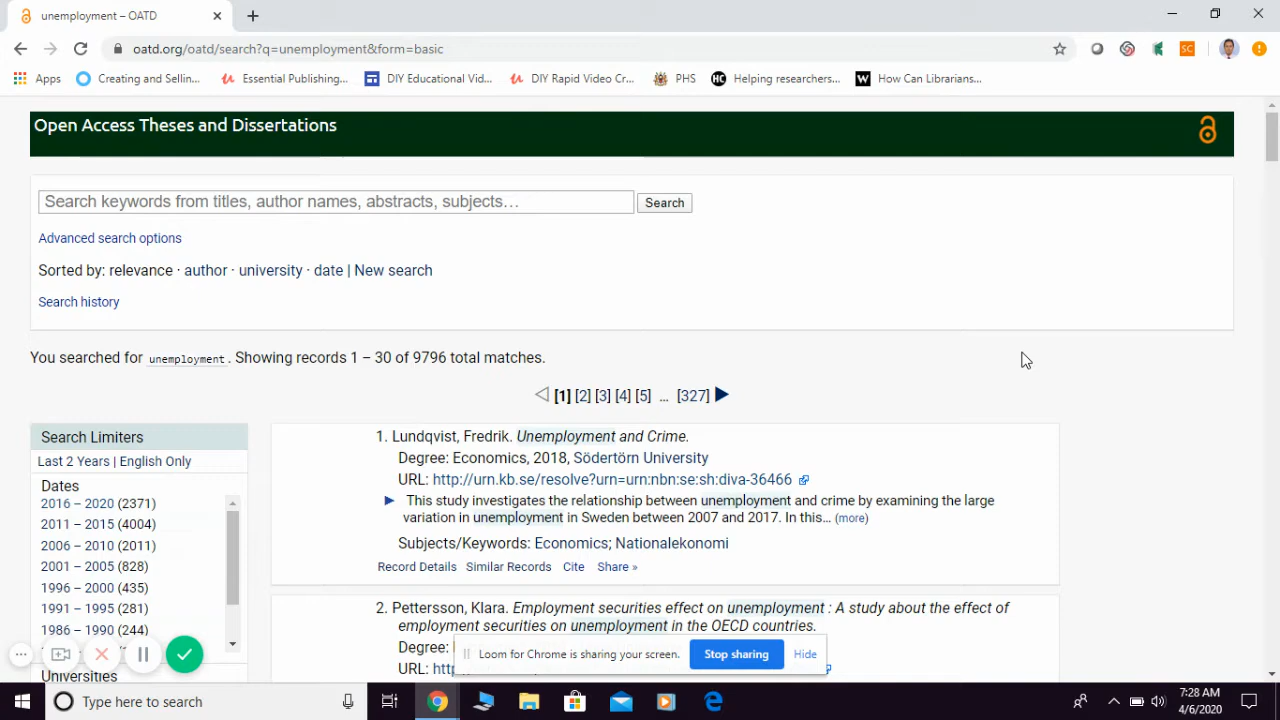 unemployment – OATD
oatd.org/oatd/search?q=unemployment&form=basic
SC
Apps
Creating and Sellin...
Essential Publishing...
DIY Educational Vid...
DIY Rapid Video Cr...
PHS
HC
Helping researchers...
W
How Can Librarians...
Open Access Theses and Dissertations
Search keywords from titles, author names, abstracts, subjects…
Search
Advanced search options
Sorted by: relevance · author · university · date | New search
Search history
You searched for unemployment. Showing records 1 – 30 of 9796 total matches.
[1] [2] [3] [4] [5] … [327]
Search Limiters
Last 2 Years | English Only
Dates
2016 – 2020 (2371)
2011 – 2015 (4004)
2006 – 2010 (2011)
2001 – 2005 (828)
1996 – 2000 (435)
1991 – 1995 (281)
1986 – 1990 (244)
Universities
1. Lundqvist, Fredrik. Unemployment and Crime.
Degree: Economics, 2018, Södertörn University
URL: http://urn.kb.se/resolve?urn=urn:nbn:se:sh:diva-36466
This study investigates the relationship between unemployment and crime by examining the large
variation in unemployment in Sweden between 2007 and 2017. In this… (more)
Subjects/Keywords: Economics; Nationalekonomi
Record Details Similar Records Cite Share »
2. Pettersson, Klara. Employment securities effect on unemployment : A study about the effect of
employment securities on unemployment in the OECD countries.
Degree:
URL: http
Loom for Chrome is sharing your screen. Stop sharing Hide
Type here to search
7:28 AM
4/6/2020